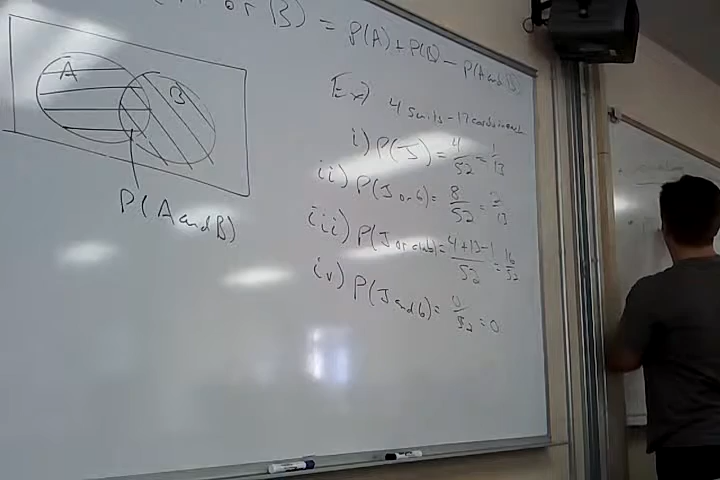 or B) = P(A) + P(B) - P(A and B)
A
B
P(A and B)
Ex) 4 suits - 13 cards in each
i) P(J) = 4/52 = 1/13
ii) P(J or 6) = 8/52 = 2/13
iii) P(J or club) = 4+13-1/52 = 16/52
iv) P(J and 6) = 0/52 = 0